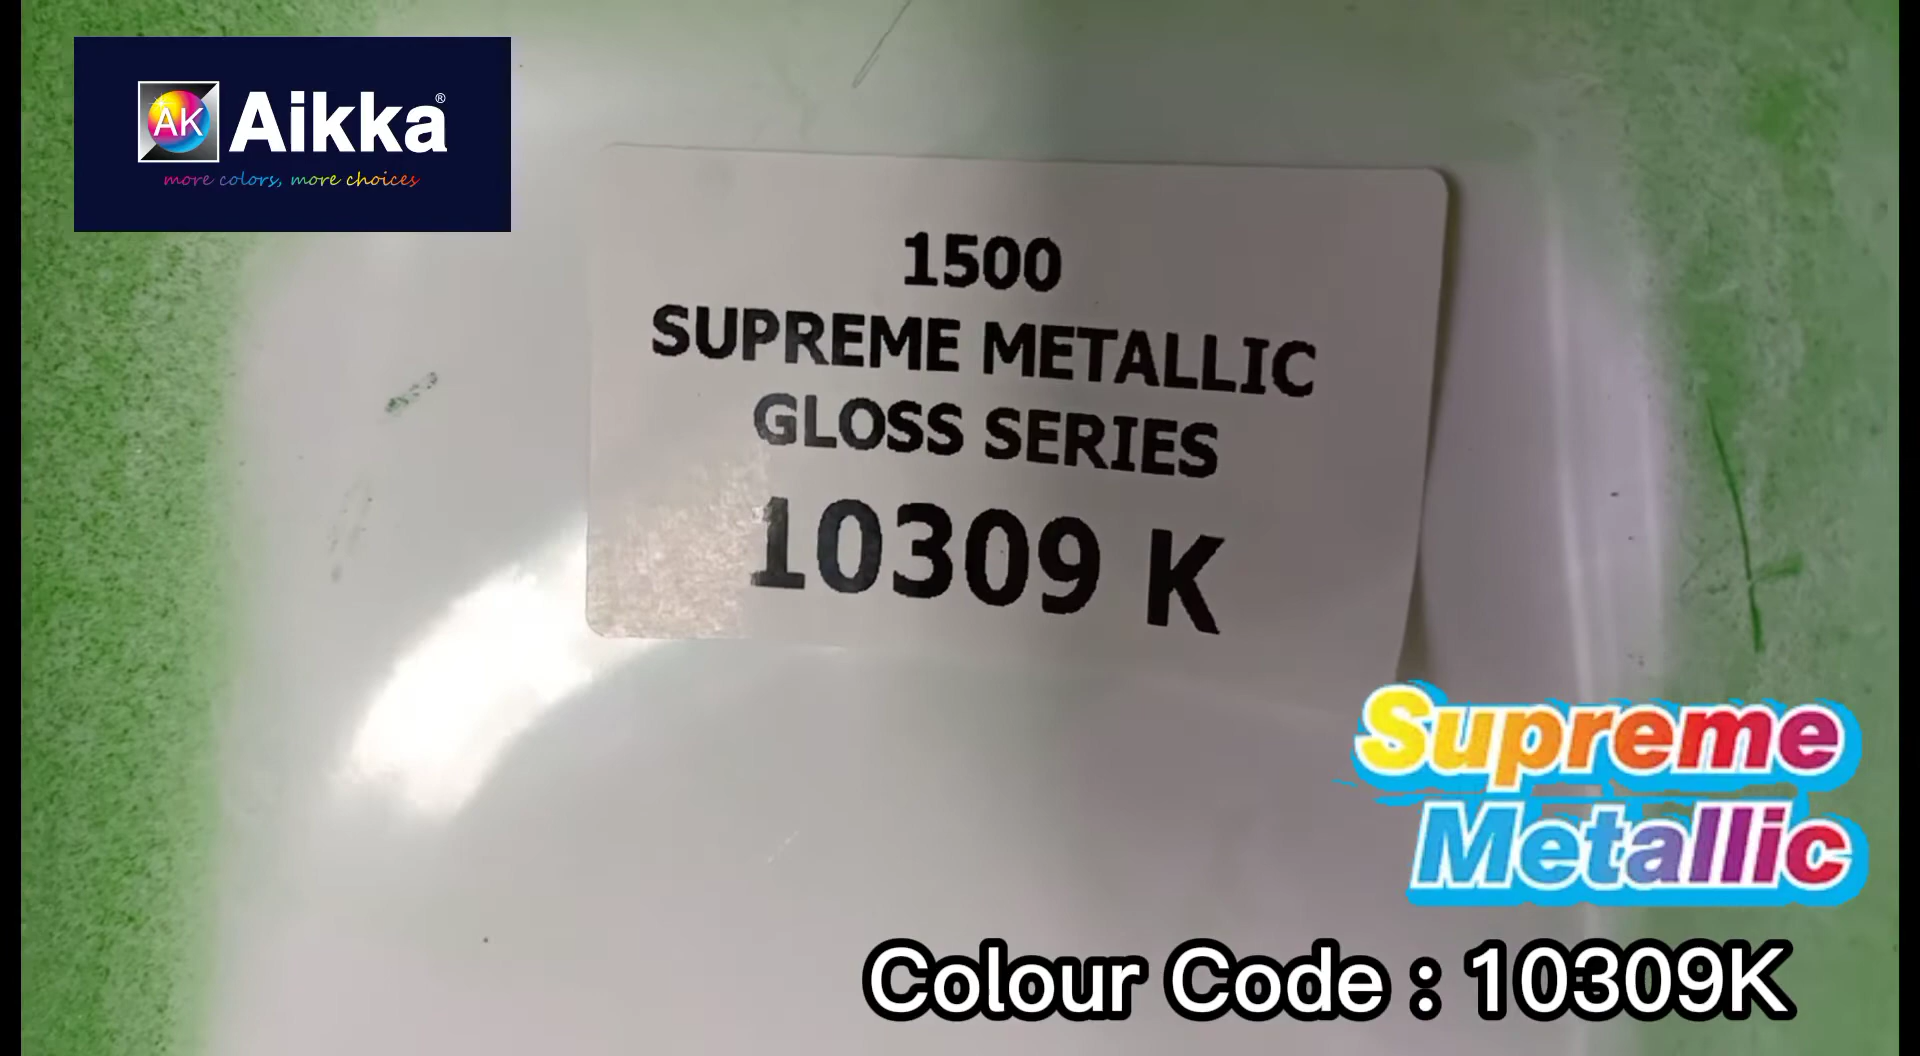 AK Aikka®
more colors, more choices
1500
SUPREME METALLIC
GLOSS SERIES
10309 K
Supreme
Metallic
Colour Code : 10309K